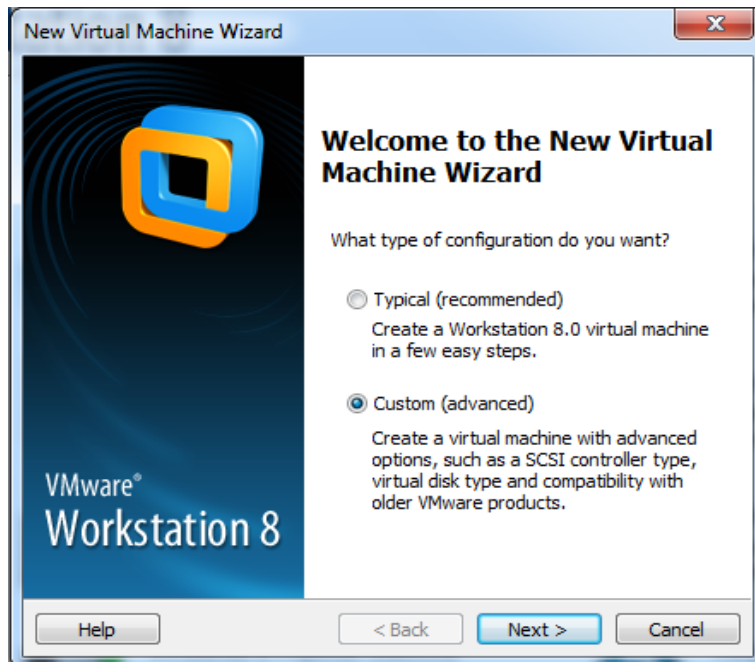 New Virtual Machine Wizard
Welcome to the New Virtual
Machine Wizard
What type of configuration do you want?
Typical (recommended)
Create a Workstation 8.0 virtual machine
in a few easy steps.
Custom (advanced)
Create a virtual machine with advanced
options, such as a SCSI controller type,
virtual disk type and compatibility with
older VMware products.
VMware®
Workstation 8
Help
< Back
Next >
Cancel